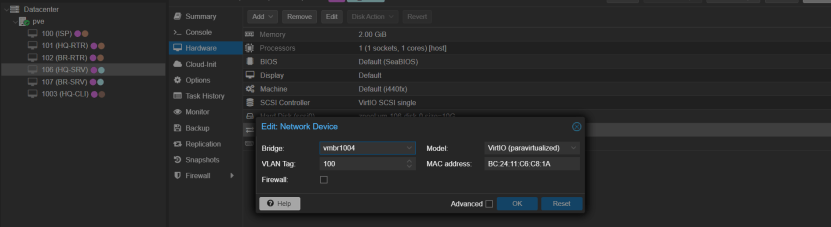 Datacenter
pve
100 (ISP)
101 (HQ-RTR)
102 (BR-RTR)
106 (HQ-SRV)
107 (BR-SRV)
1003 (HQ-CLI)
Summary
Console
Hardware
Cloud-Init
Options
Task History
Monitor
Backup
Replication
Snapshots
Firewall
Add Remove Edit Disk Action Revert
Memory 2.00 GiB
Processors 1 (1 sockets, 1 cores) [host]
BIOS Default (SeaBIOS)
Display Default
Machine Default (i440fx)
SCSI Controller VirtIO SCSI single
Edit: Network Device
Bridge: vmbr1004 Model: VirtIO (paravirtualized)
VLAN Tag: 100 MAC address: BC:24:11:C6:C8:1A
Firewall:
Help Advanced OK Reset